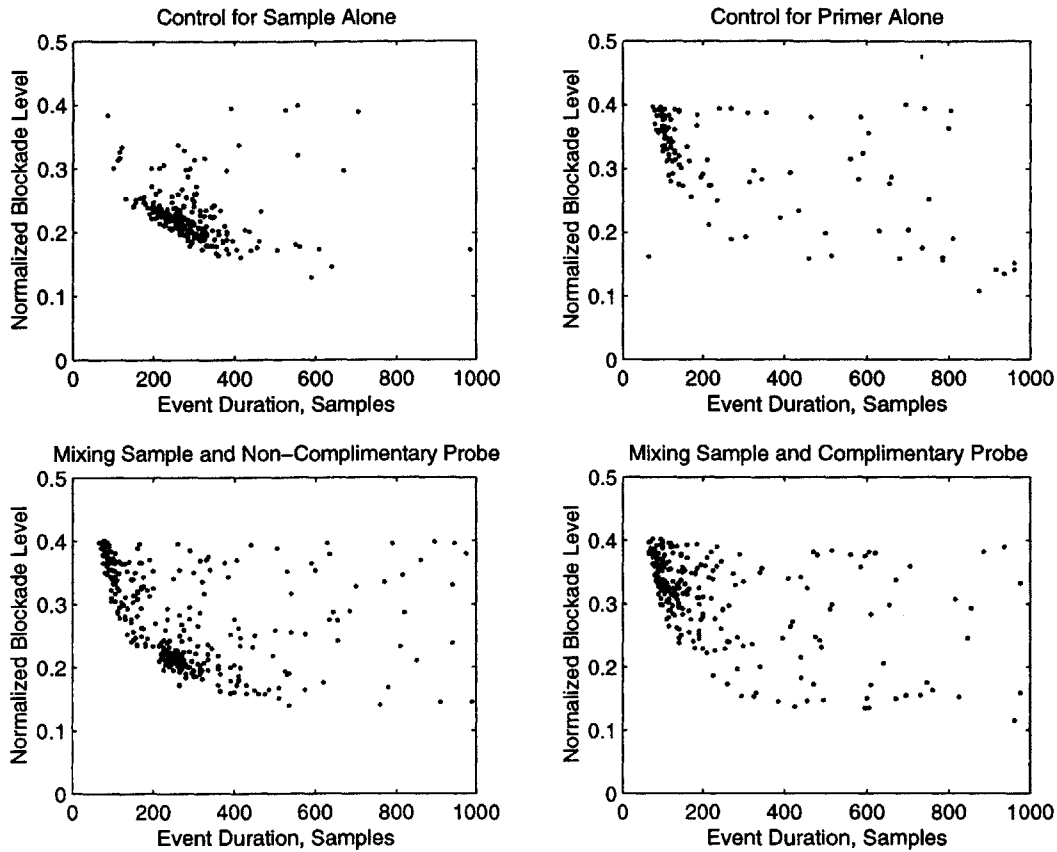 Control for Sample Alone
Normalized Blockade Level
0.5
0.4
0.3
0.2
0.1
0
0 200 400 600 800 1000
Event Duration, Samples
Control for Primer Alone
Normalized Blockade Level
0.5
0.4
0.3
0.2
0.1
0
0 200 400 600 800 1000
Event Duration, Samples
Mixing Sample and Non-Complimentary Probe
Normalized Blockade Level
0.5
0.4
0.3
0.2
0.1
0
0 200 400 600 800 1000
Event Duration, Samples
Mixing Sample and Complimentary Probe
Normalized Blockade Level
0.5
0.4
0.3
0.2
0.1
0
0 200 400 600 800 1000
Event Duration, Samples